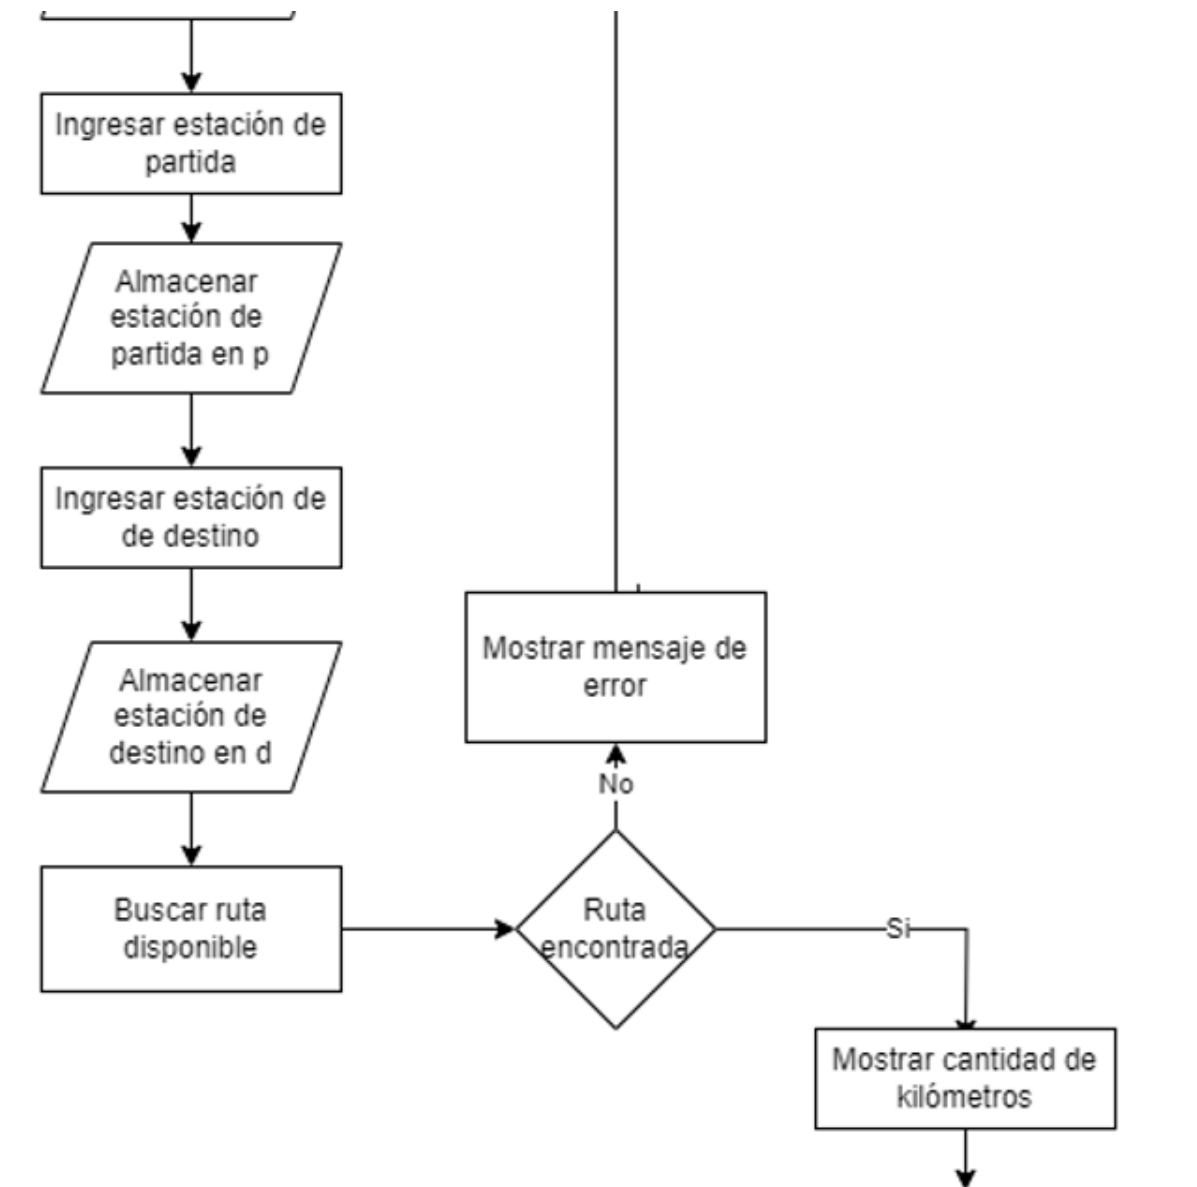 Ingresar estación de
partida
Almacenar
estación de
partida en p
Ingresar estación de
de destino
Almacenar
estación de
destino en d
Buscar ruta
disponible
Mostrar mensaje de
error
No
Ruta
encontrada
Si
Mostrar cantidad de
kilómetros